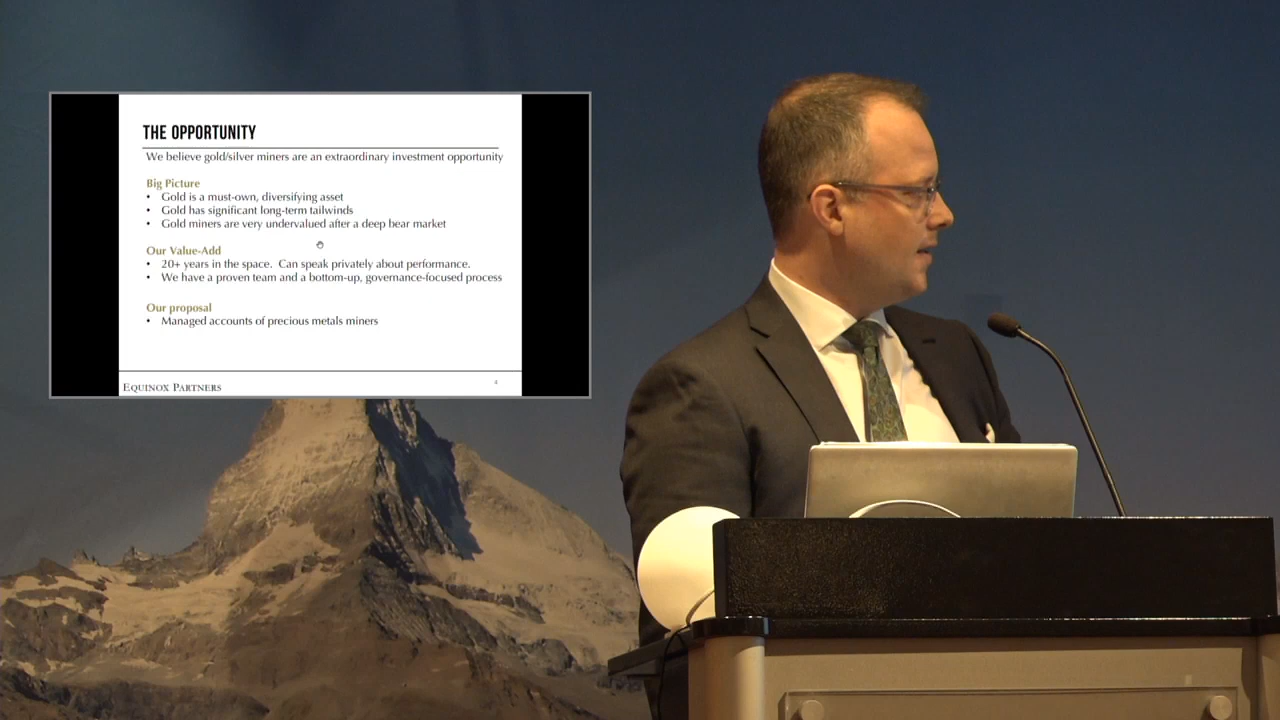 THE OPPORTUNITY
We believe gold/silver miners are an extraordinary investment opportunity
Big Picture
• Gold is a must-own, diversifying asset
• Gold has significant long-term tailwinds
• Gold miners are very undervalued after a deep bear market
Our Value-Add
• 20+ years in the space.  Can speak privately about performance.
• We have a proven team and a bottom-up, governance-focused process
Our proposal
• Managed accounts of precious metals miners
EQUINOX PARTNERS
4